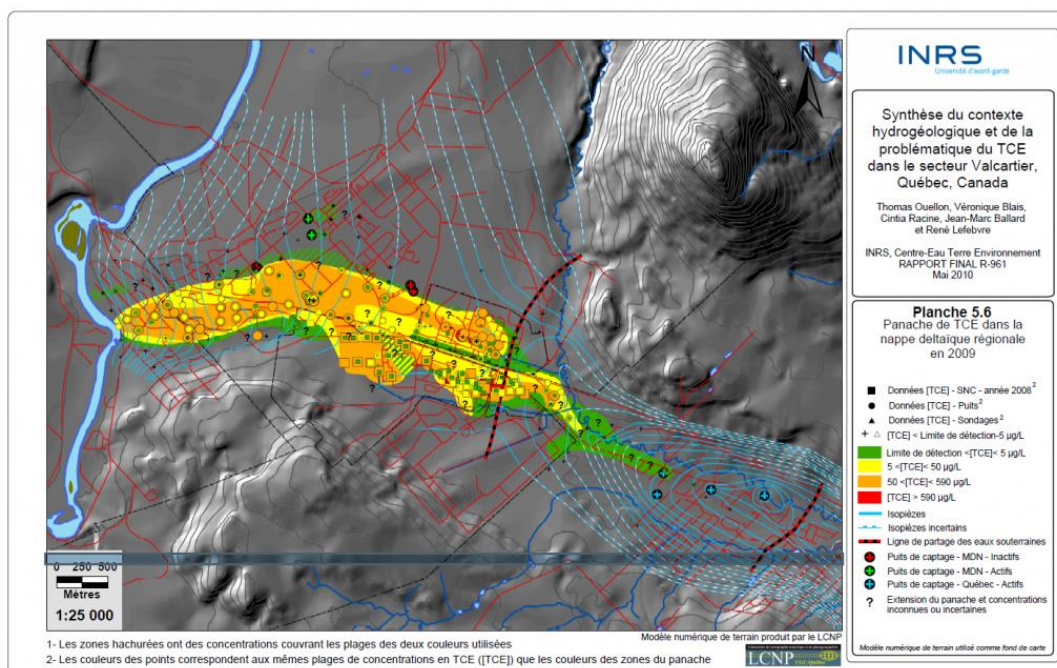 INRS
Université d'avant-garde
Synthèse du contexte
hydrogéologique et de la
problématique du TCE
dans le secteur Valcartier,
Québec, Canada
Thomas Ouellon, Véronique Blais,
Cintia Racine, Jean-Marc Ballard
et René Lefebvre
INRS, Centre-Eau Terre Environnement
RAPPORT FINAL R-961
Mai 2010
Planche 5.6
Panache de TCE dans la
nappe deltaïque régionale
en 2009
Données [TCE] - SNC - année 2008²
Données [TCE] - Puits²
Données [TCE] - Sondages²
[TCE] < Limite de détection-5 µg/L
Limite de détection <[TCE]< 5 µg/L
5 <[TCE]< 50 µg/L
50 <[TCE]< 590 µg/L
[TCE] > 590 µg/L
Isopièzes
Isopièzes incertains
Ligne de partage des eaux souterraines
Puits de captage - MDN - Inactifs
Puits de captage - MDN - Actifs
Puits de captage - Québec - Actifs
? Extension du panache et concentrations
inconnues ou incertaines
Modèle numérique de terrain utilisé comme fond de carte
0 250 500
Mètres
1:25 000
Modèle numérique de terrain produit par le LCNP
1- Les zones hachurées ont des concentrations couvrant les plages des deux couleurs utilisées
2- Les couleurs des points correspondent aux mêmes plages de concentrations en TCE ([TCE]) que les couleurs des zones du panache
LCNP